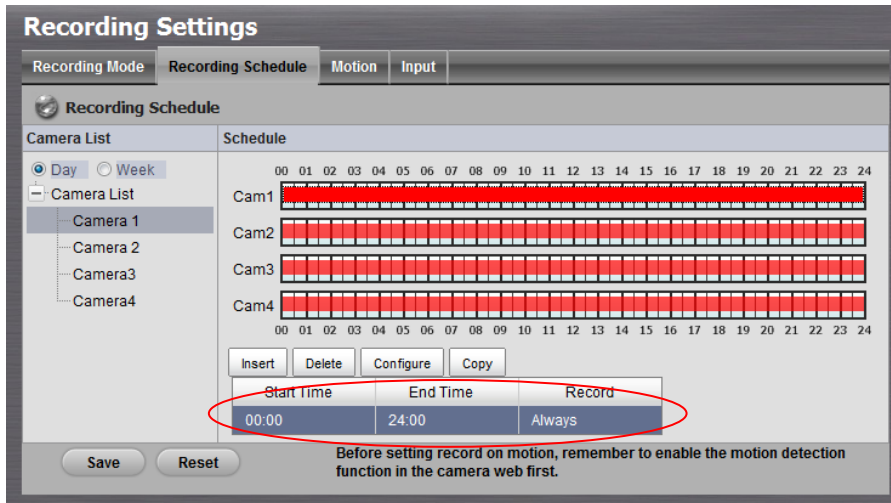 Recording Settings
Recording Mode Recording Schedule Motion Input
Recording Schedule
Camera List Schedule
Day Week
Camera List
Camera 1
Camera 2
Camera3
Camera4
00 01 02 03 04 05 06 07 08 09 10 11 12 13 14 15 16 17 18 19 20 21 22 23 24
Cam1
Cam2
Cam3
Cam4
00 01 02 03 04 05 06 07 08 09 10 11 12 13 14 15 16 17 18 19 20 21 22 23 24
Insert Delete Configure Copy
Start Time End Time Record
00:00 24:00 Always
Save Reset
Before setting record on motion, remember to enable the motion detection
function in the camera web first.